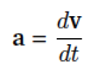 𝐚 = d𝐯/dt